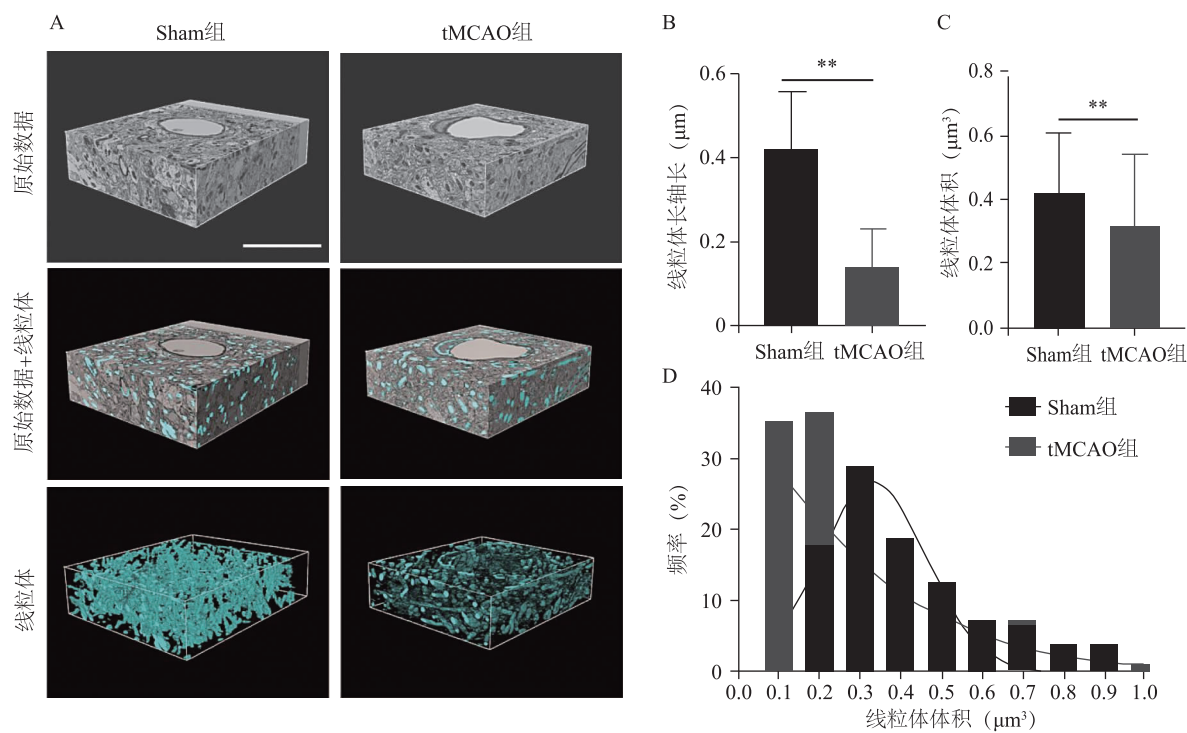 A
Sham组
tMCAO组
原始数据
原始数据+线粒体
线粒体
B
线粒体长轴长（μm）
0.6
0.4
0.2
0
**
Sham组
tMCAO组
C
线粒体体积（μm³）
0.8
0.6
0.4
0.2
0.0
**
Sham组
tMCAO组
D
频率（%）
40
30
20
10
0
Sham组
tMCAO组
0.0 0.1 0.2 0.3 0.4 0.5 0.6 0.7 0.8 0.9 1.0
线粒体体积（μm³）